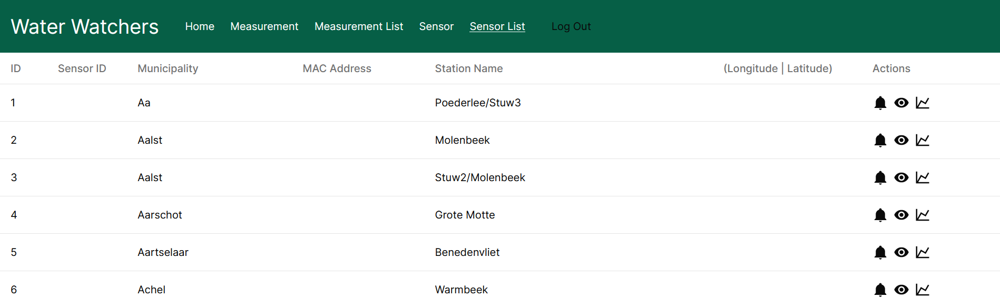 Water Watchers Home Measurement Measurement List Sensor Sensor List Log Out
ID Sensor ID Municipality MAC Address Station Name (Longitude | Latitude) Actions
1 Aa Poederlee/Stuw3
2 Aalst Molenbeek
3 Aalst Stuw2/Molenbeek
4 Aarschot Grote Motte
5 Aartselaar Benedenvliet
6 Achel Warmbeek